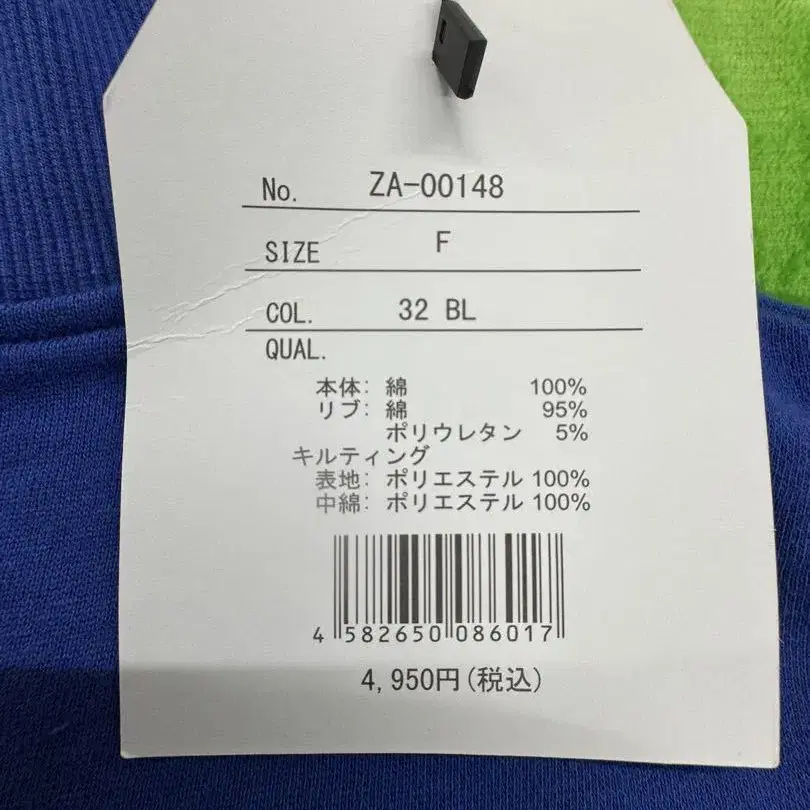 No. ZA-00148
SIZE F
COL. 32 BL
QUAL.
本体: 綿 100%
リブ: 綿 95%
ポリウレタン 5%
キルティング
表地: ポリエステル 100%
中綿: ポリエステル 100%
4 582650 086017
4,950円(税込)